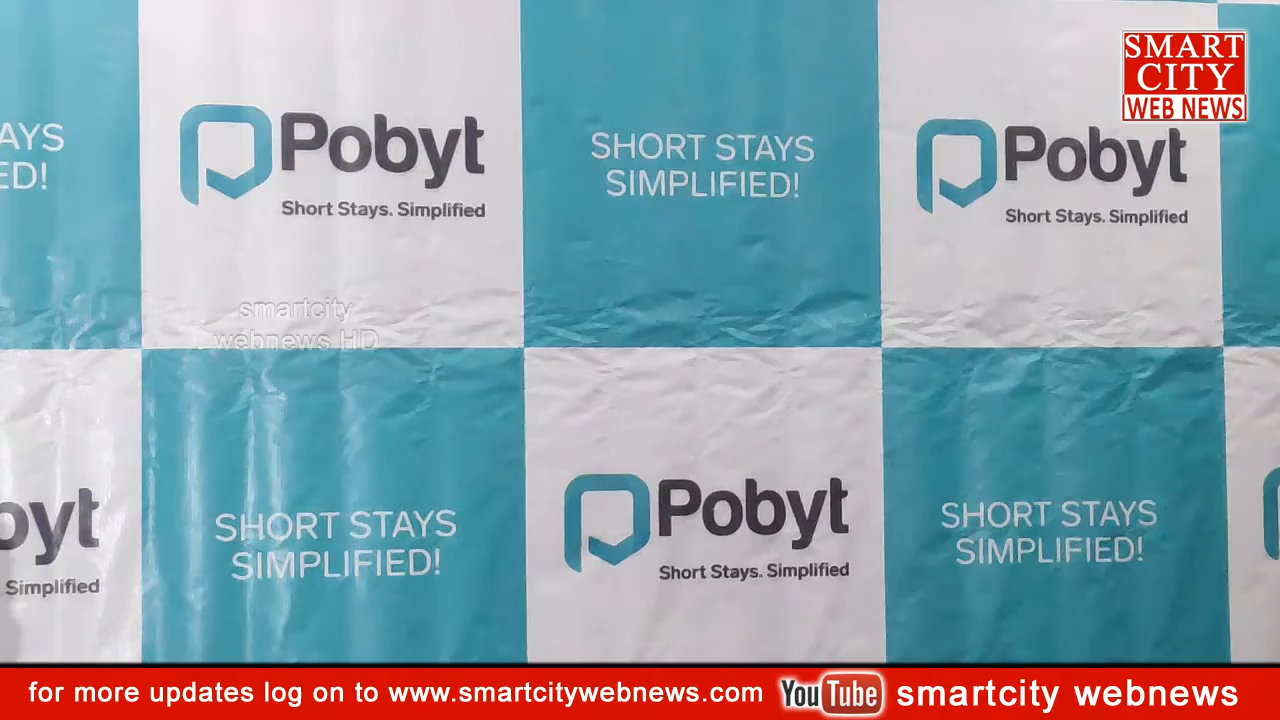 SMART
CITY
WEB NEWS
AYS
ED!
Pobyt
Short Stays. Simplified
SHORT STAYS
SIMPLIFIED!
Pobyt
Short Stays. Simplified
smartcity
webnews HD
oyt
Simplified
SHORT STAYS
SIMPLIFIED!
Pobyt
Short Stays. Simplified
SHORT STAYS
SIMPLIFIED!
for more updates log on to www.smartcitywebnews.com YouTube smartcity webnews